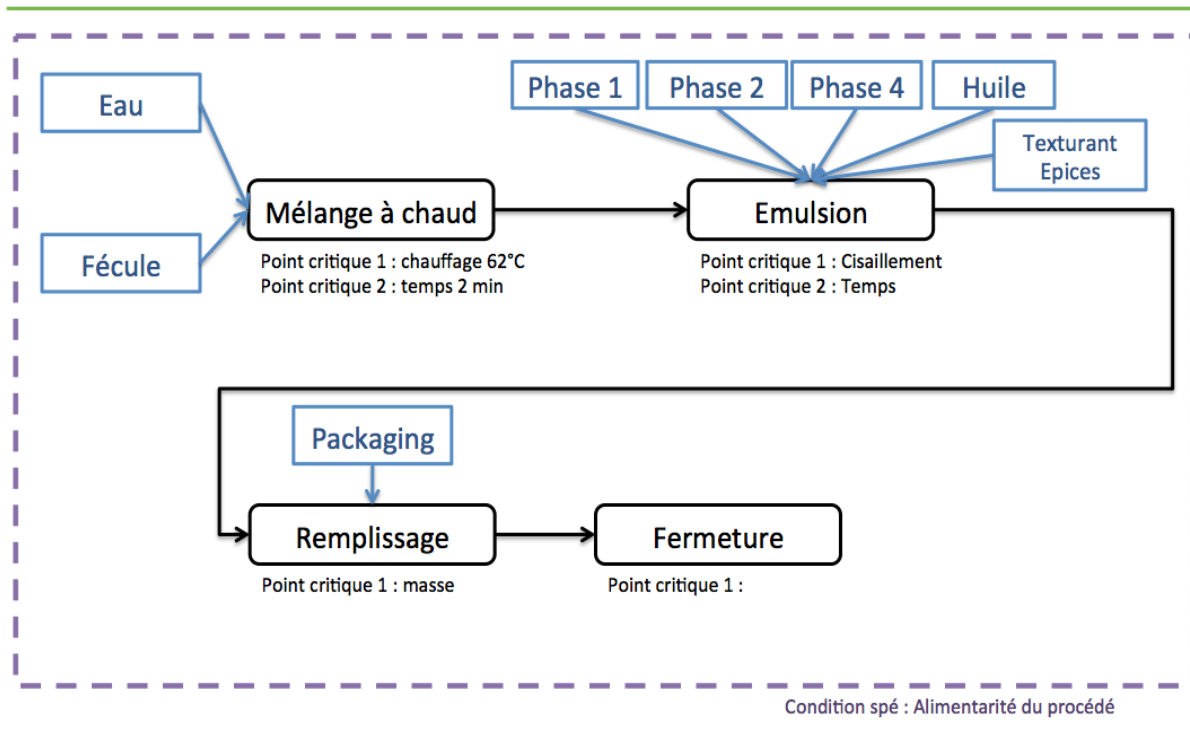 Eau
Fécule
Phase 1
Phase 2
Phase 4
Huile
Texturant
Epices
Mélange à chaud
Point critique 1 : chauffage 62°C
Point critique 2 : temps 2 min
Emulsion
Point critique 1 : Cisaillement
Point critique 2 : Temps
Packaging
Remplissage
Point critique 1 : masse
Fermeture
Point critique 1 :
Condition spé : Alimentarité du procédé